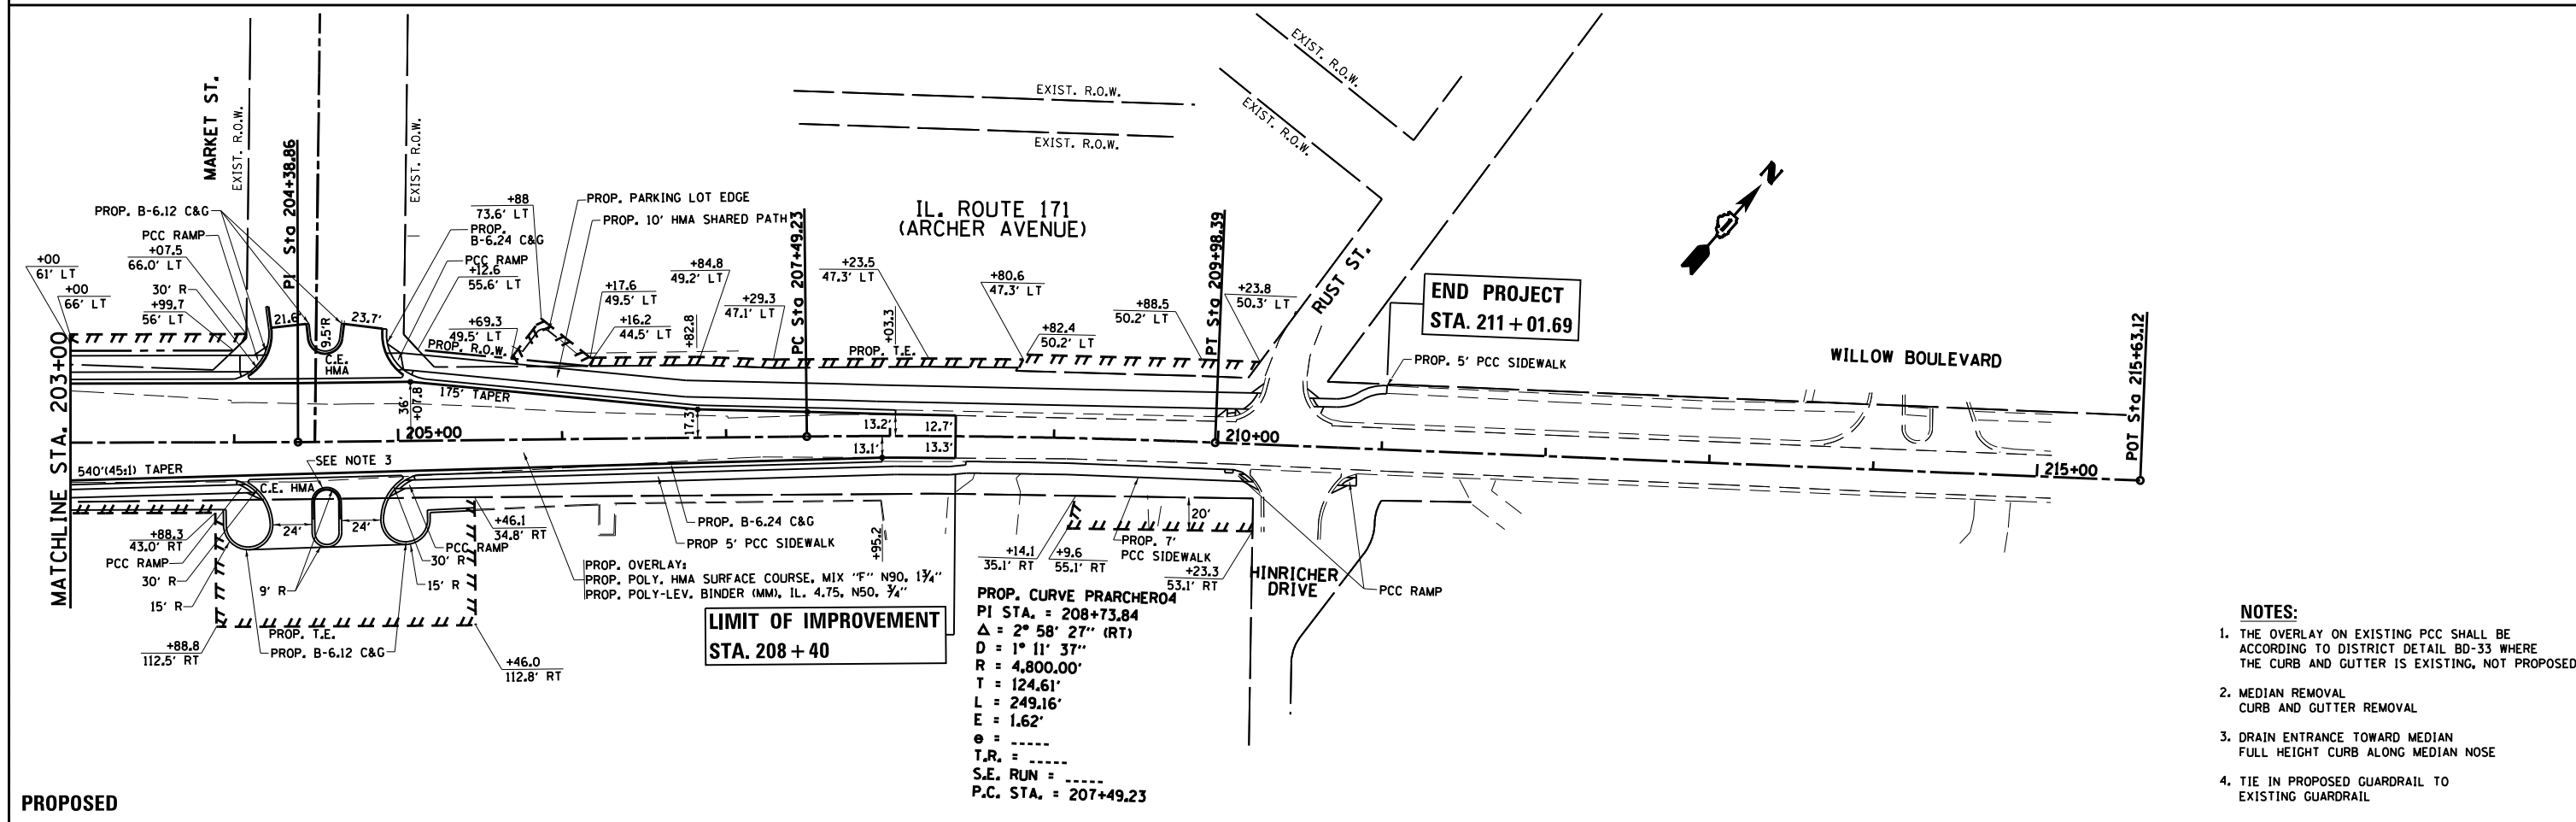 MARKET ST.
EXIST. R.O.W.
PI Sta 204+38.86
EXIST. R.O.W.
EXIST. R.O.W.
EXIST. R.O.W.
EXIST. R.O.W.
EXIST. R.O.W.
N
PROP. B-6.12 C&G
PCC RAMP
+07.5
66.0' LT
30' R
+99.7
56' LT
+00
61' LT
+00
66' LT
21.6'
9.5'R
23.7'
C.E.
HMA
+88
73.6' LT
PROP.
B-6.24 C&G
PCC RAMP
+12.6
55.6' LT
+69.3
49.5' LT
PROP. R.O.W.
PROP. PARKING LOT EDGE
PROP. 10' HMA SHARED PATH
+17.6
49.5' LT
+16.2
44.5' LT
+84.8
49.2' LT
+82.8
+29.3
47.1' LT
PC Sta 207+49.23
IL. ROUTE 171
(ARCHER AVENUE)
+23.5
47.3' LT
+03.3
PROP. T.E.
+80.6
47.3' LT
+82.4
50.2' LT
+88.5
50.2' LT
PT Sta 209+98.39
+23.8
50.3' LT
RUST ST.
END PROJECT
STA. 211+01.69
PROP. 5' PCC SIDEWALK
WILLOW BOULEVARD
POT Sta 215+63.12
MATCHLINE STA. 203+00
36'
+07.8
175' TAPER
205+00
17.3'
13.2'
12.7'
13.1'
13.3'
210+00
215+00
540'(45:1) TAPER
SEE NOTE 3
C.E. HMA
24'
24'
+88.3
43.0' RT
PCC RAMP
30' R
15' R
9' R
PCC RAMP
30' R
15' R
+46.1
34.8' RT
PROP. B-6.24 C&G
PROP 5' PCC SIDEWALK
+95.2
PROP. OVERLAY:
PROP. POLY. HMA SURFACE COURSE, MIX "F" N90, 1¾"
PROP. POLY-LEV. BINDER (MM), IL. 4.75, N50, ¾"
+88.8
112.5' RT
PROP. T.E.
PROP. B-6.12 C&G
+46.0
112.8' RT
LIMIT OF IMPROVEMENT
STA. 208+40
+14.1
35.1' RT
+9.6
55.1' RT
20'
PROP. 7'
PCC SIDEWALK
+23.3
53.1' RT
HINRICHER
DRIVE
PCC RAMP
PROP. CURVE PRARCHER04
PI STA. = 208+73.84
Δ = 2° 58' 27" (RT)
D = 1° 11' 37"
R = 4,800.00'
T = 124.61'
L = 249.16'
E = 1.62'
e = -----
T.R. = -----
S.E. RUN = -----
P.C. STA. = 207+49.23
NOTES:
1. THE OVERLAY ON EXISTING PCC SHALL BE
ACCORDING TO DISTRICT DETAIL BD-33 WHERE
THE CURB AND GUTTER IS EXISTING, NOT PROPOSED
2. MEDIAN REMOVAL
CURB AND GUTTER REMOVAL
3. DRAIN ENTRANCE TOWARD MEDIAN
FULL HEIGHT CURB ALONG MEDIAN NOSE
4. TIE IN PROPOSED GUARDRAIL TO
EXISTING GUARDRAIL
PROPOSED